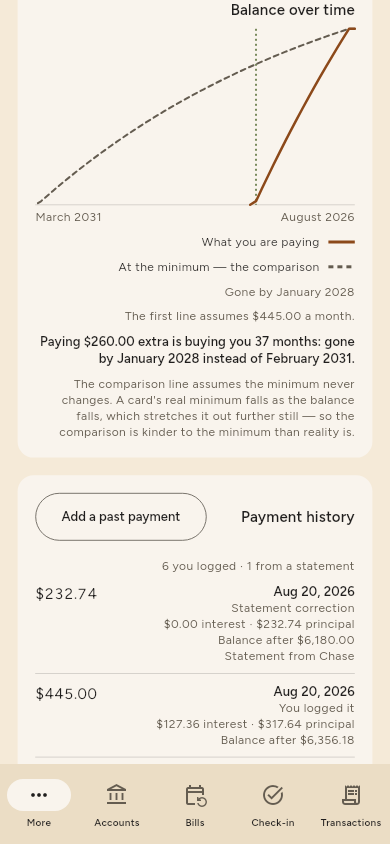 Balance over time
March 2031
August 2026
What you are paying
At the minimum — the comparison
Gone by January 2028
The first line assumes $445.00 a month.
Paying $260.00 extra is buying you 37 months: gone
by January 2028 instead of February 2031.
The comparison line assumes the minimum never
changes. A card's real minimum falls as the balance
falls, which stretches it out further still — so the
comparison is kinder to the minimum than reality is.
Add a past payment
Payment history
6 you logged · 1 from a statement
$232.74
Aug 20, 2026
Statement correction
$0.00 interest · $232.74 principal
Balance after $6,180.00
Statement from Chase
$445.00
Aug 20, 2026
You logged it
$127.36 interest · $317.64 principal
Balance after $6,356.18
More
Accounts
Bills
Check-in
Transactions